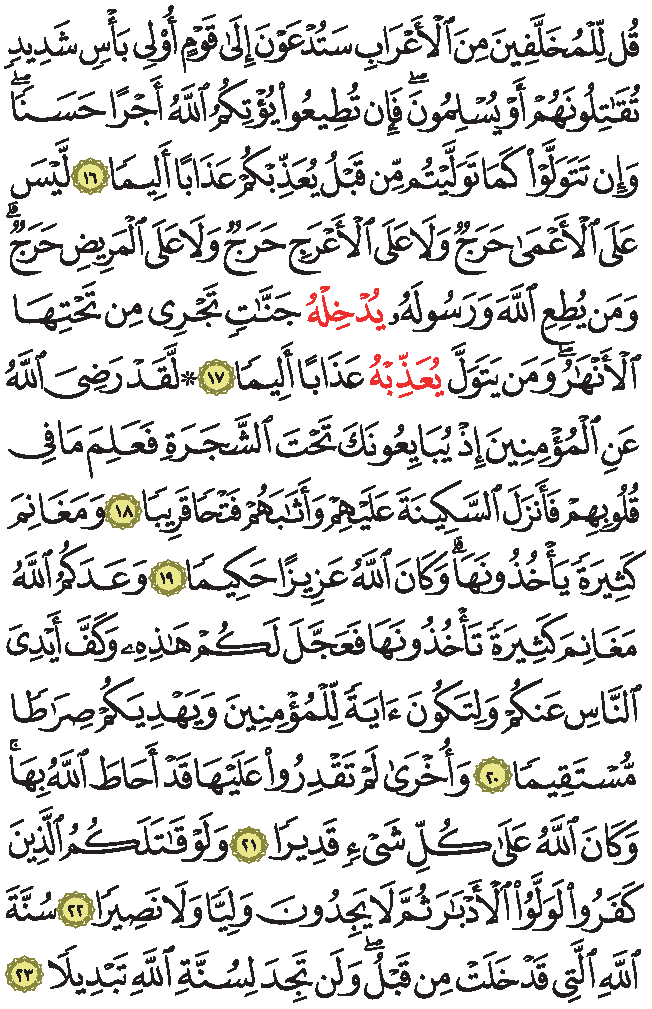 قُل لِّلۡمُخَلَّفِينَ مِنَ ٱلۡأَعۡرَابِ سَتُدۡعَوۡنَ إِلَىٰ قَوۡمٍ أُوْلِي بَأۡسٖ شَدِيدٖ
تُقَٰتِلُونَهُمۡ أَوۡ يُسۡلِمُونَۖ فَإِن تُطِيعُواْ يُؤۡتِكُمُ ٱللَّهُ أَجۡرًا حَسَنٗاۖ
وَإِن تَتَوَلَّوۡاْ كَمَا تَوَلَّيۡتُم مِّن قَبۡلُ يُعَذِّبۡكُمۡ عَذَابًا أَلِيمٗا ١٦ لَّيۡسَ
عَلَى ٱلۡأَعۡمَىٰ حَرَجٞ وَلَا عَلَى ٱلۡأَعۡرَجِ حَرَجٞ وَلَا عَلَى ٱلۡمَرِيضِ حَرَجٞۗ
وَمَن يُطِعِ ٱللَّهَ وَرَسُولَهُۥ يُدۡخِلۡهُ جَنَّٰتٖ تَجۡرِي مِن تَحۡتِهَا
ٱلۡأَنۡهَٰرُۖ وَمَن يَتَوَلَّ يُعَذِّبۡهُ عَذَابًا أَلِيمٗا ١٧ * لَّقَدۡ رَضِيَ ٱللَّهُ
عَنِ ٱلۡمُؤۡمِنِينَ إِذۡ يُبَايِعُونَكَ تَحۡتَ ٱلشَّجَرَةِ فَعَلِمَ مَا فِي
قُلُوبِهِمۡ فَأَنزَلَ ٱلسَّكِينَةَ عَلَيۡهِمۡ وَأَثَٰبَهُمۡ فَتۡحٗا قَرِيبٗا ١٨ وَمَغَانِمَ
كَثِيرَةٗ يَأۡخُذُونَهَاۗ وَكَانَ ٱللَّهُ عَزِيزًا حَكِيمٗا ١٩ وَعَدَكُمُ ٱللَّهُ
مَغَانِمَ كَثِيرَةٗ تَأۡخُذُونَهَا فَعَجَّلَ لَكُمۡ هَٰذِهِۦ وَكَفَّ أَيۡدِيَ
ٱلنَّاسِ عَنكُمۡ وَلِتَكُونَ ءَايَةٗ لِّلۡمُؤۡمِنِينَ وَيَهۡدِيَكُمۡ صِرَٰطٗا
مُّسۡتَقِيمٗا ٢٠ وَأُخۡرَىٰ لَمۡ تَقۡدِرُواْ عَلَيۡهَا قَدۡ أَحَاطَ ٱللَّهُ بِهَاۚ
وَكَانَ ٱللَّهُ عَلَىٰ كُلِّ شَيۡءٖ قَدِيرٗا ٢١ وَلَوۡ قَٰتَلَكُمُ ٱلَّذِينَ
كَفَرُواْ لَوَلَّوُاْ ٱلۡأَدۡبَٰرَ ثُمَّ لَا يَجِدُونَ وَلِيّٗا وَلَا نَصِيرٗا ٢٢ سُنَّةَ
ٱللَّهِ ٱلَّتِي قَدۡ خَلَتۡ مِن قَبۡلُۖ وَلَن تَجِدَ لِسُنَّةِ ٱللَّهِ تَبۡدِيلٗا ٢٣